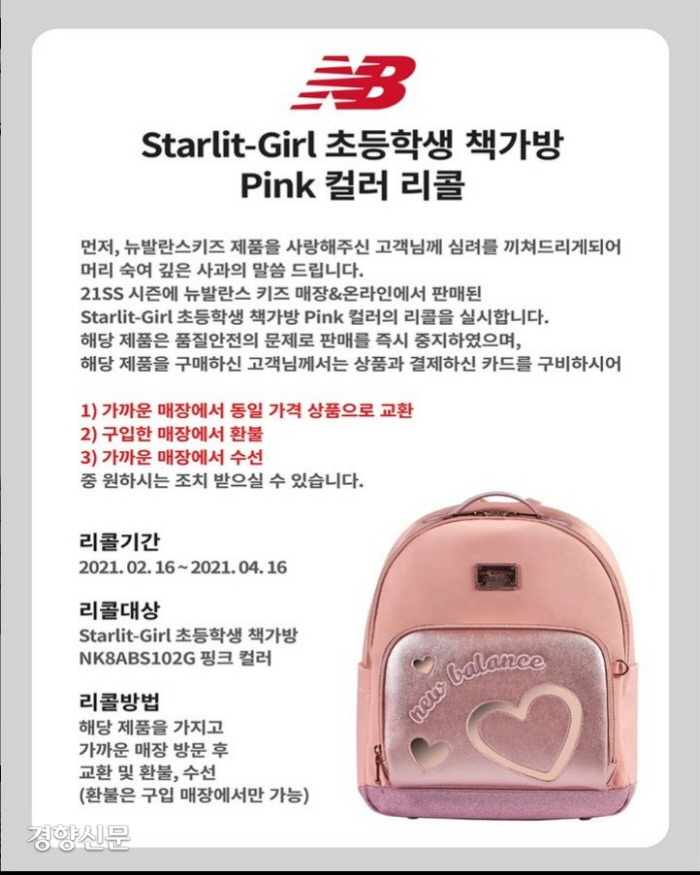 NB
Starlit-Girl 초등학생 책가방
Pink 컬러 리콜
먼저, 뉴발란스키즈 제품을 사랑해주신 고객님께 심려를 끼쳐드리게되어
머리 숙여 깊은 사과의 말씀 드립니다.
21SS 시즌에 뉴발란스 키즈 매장&온라인에서 판매된
Starlit-Girl 초등학생 책가방 Pink 컬러의 리콜을 실시합니다.
해당 제품은 품질안전의 문제로 판매를 즉시 중지하였으며,
해당 제품을 구매하신 고객님께서는 상품과 결제하신 카드를 구비하시어
1) 가까운 매장에서 동일 가격 상품으로 교환
2) 구입한 매장에서 환불
3) 가까운 매장에서 수선
중 원하시는 조치 받으실 수 있습니다.
리콜기간
2021. 02. 16 ~ 2021. 04. 16
리콜대상
Starlit-Girl 초등학생 책가방
NK8ABS102G 핑크 컬러
리콜방법
해당 제품을 가지고
가까운 매장 방문 후
교환 및 환불, 수선
(환불은 구입 매장에서만 가능)
new balance
경향신문